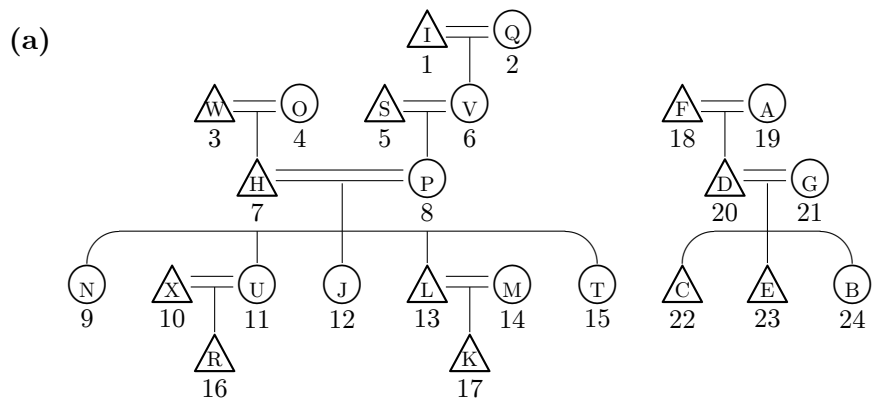 (a)
I Q
1 2
W O S V F A
3 4 5 6 18 19
H P D G
7 8 20 21
N X U J L M T C E B
9 10 11 12 13 14 15 22 23 24
R K
16 17